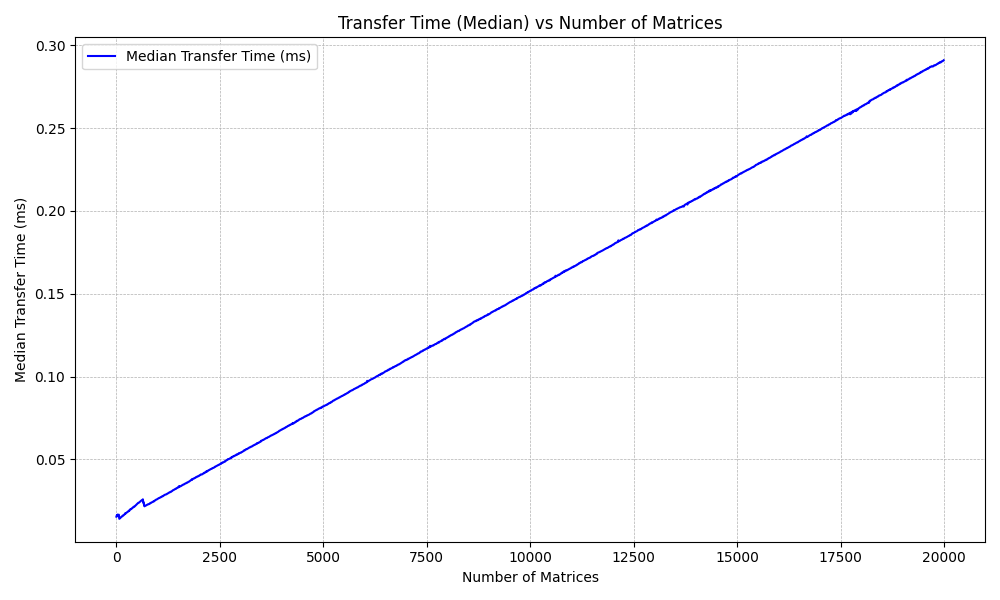 Transfer Time (Median) vs Number of Matrices
Median Transfer Time (ms)
0.30
0.25
0.20
0.15
0.10
0.05
Median Transfer Time (ms)
0 2500 5000 7500 10000 12500 15000 17500 20000
Number of Matrices